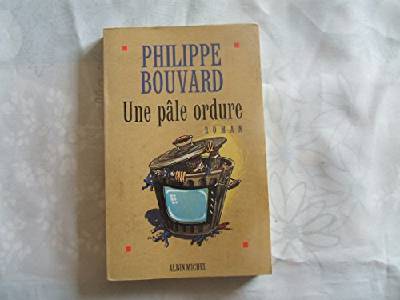 PHILIPPE
BOUVARD
Une pâle ordure
ROMAN
ALBIN MICHEL